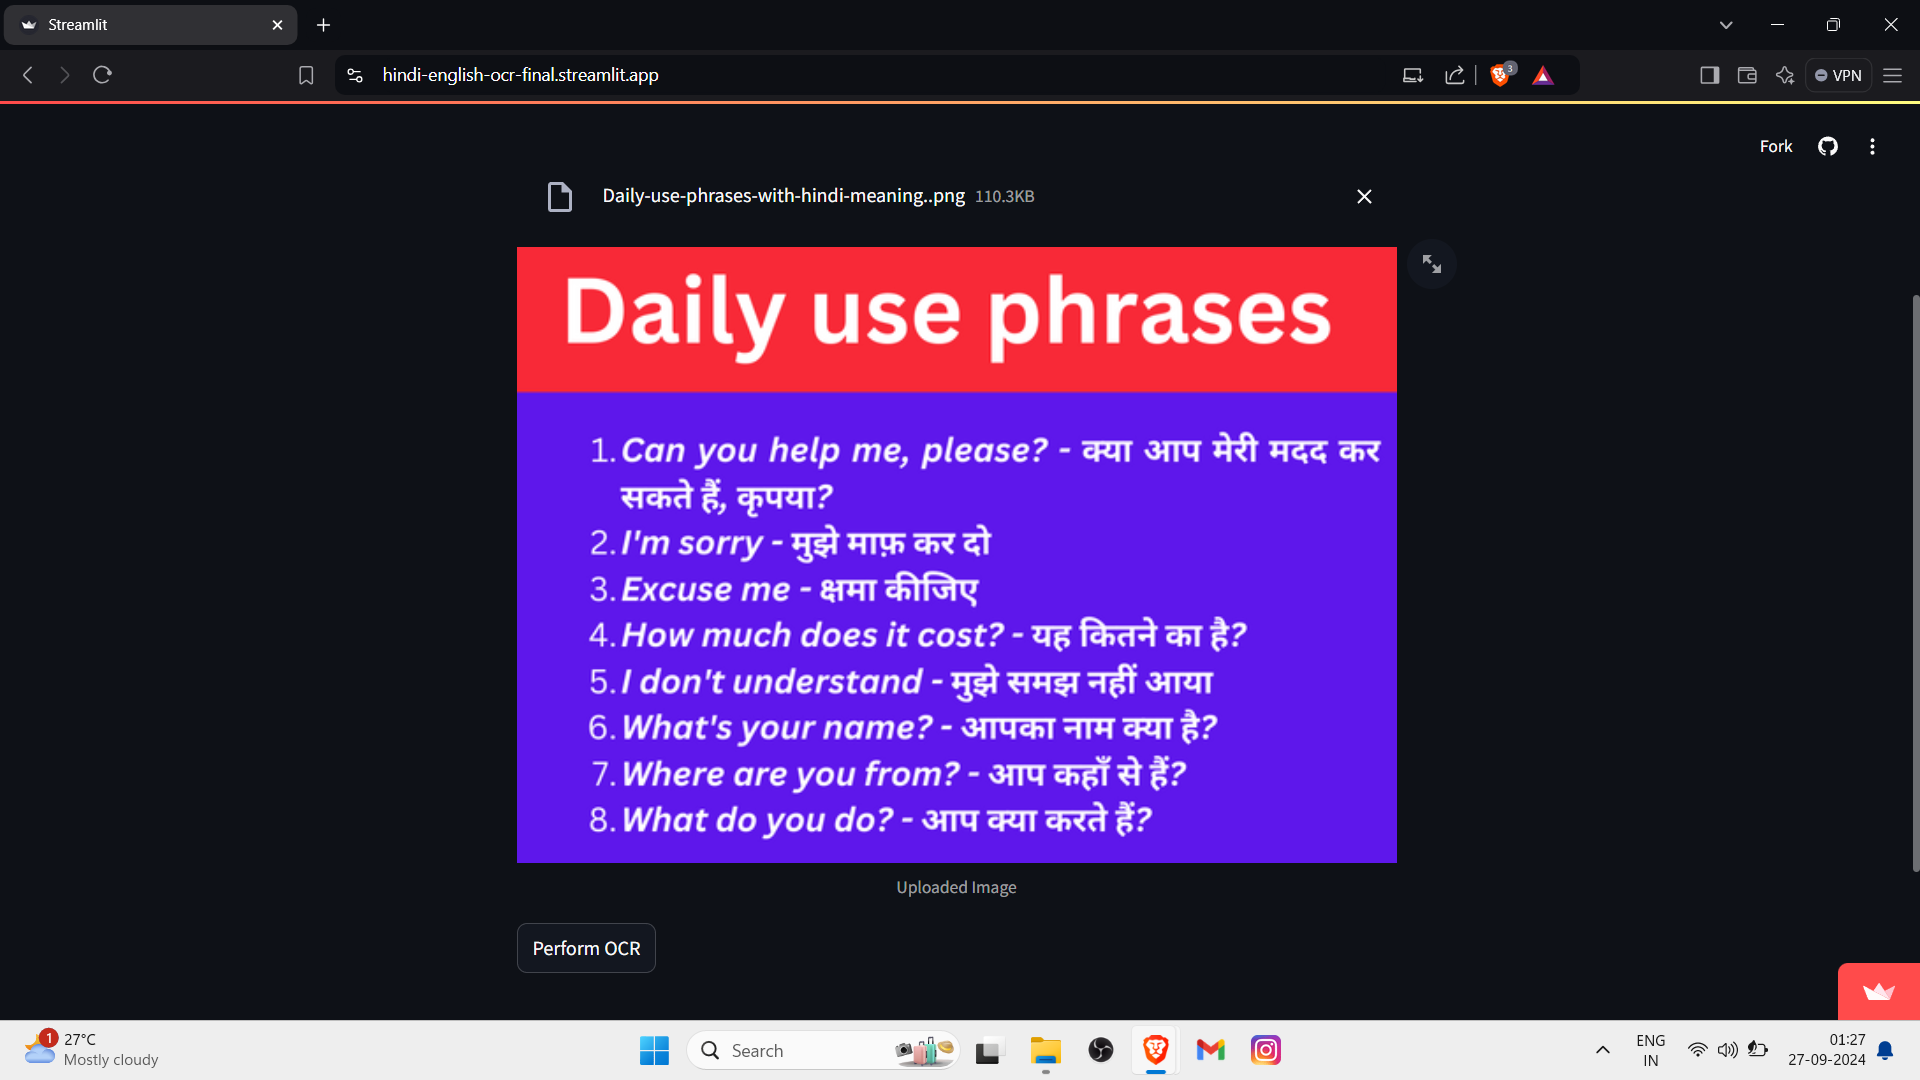 Streamlit
hindi-english-ocr-final.streamlit.app
3
VPN
Fork
Daily-use-phrases-with-hindi-meaning..png 110.3KB
Daily use phrases
1. Can you help me, please? - क्या आप मेरी मदद कर
सकते हैं, कृपया?
2. I'm sorry - मुझे माफ़ कर दो
3. Excuse me - क्षमा कीजिए
4. How much does it cost? - यह कितने का है?
5. I don't understand - मुझे समझ नहीं आया
6. What's your name? - आपका नाम क्या है?
7. Where are you from? - आप कहाँ से हैं?
8. What do you do? - आप क्या करते हैं?
Uploaded Image
Perform OCR
1
27°C
Mostly cloudy
Search
ENG
IN
01:27
27-09-2024